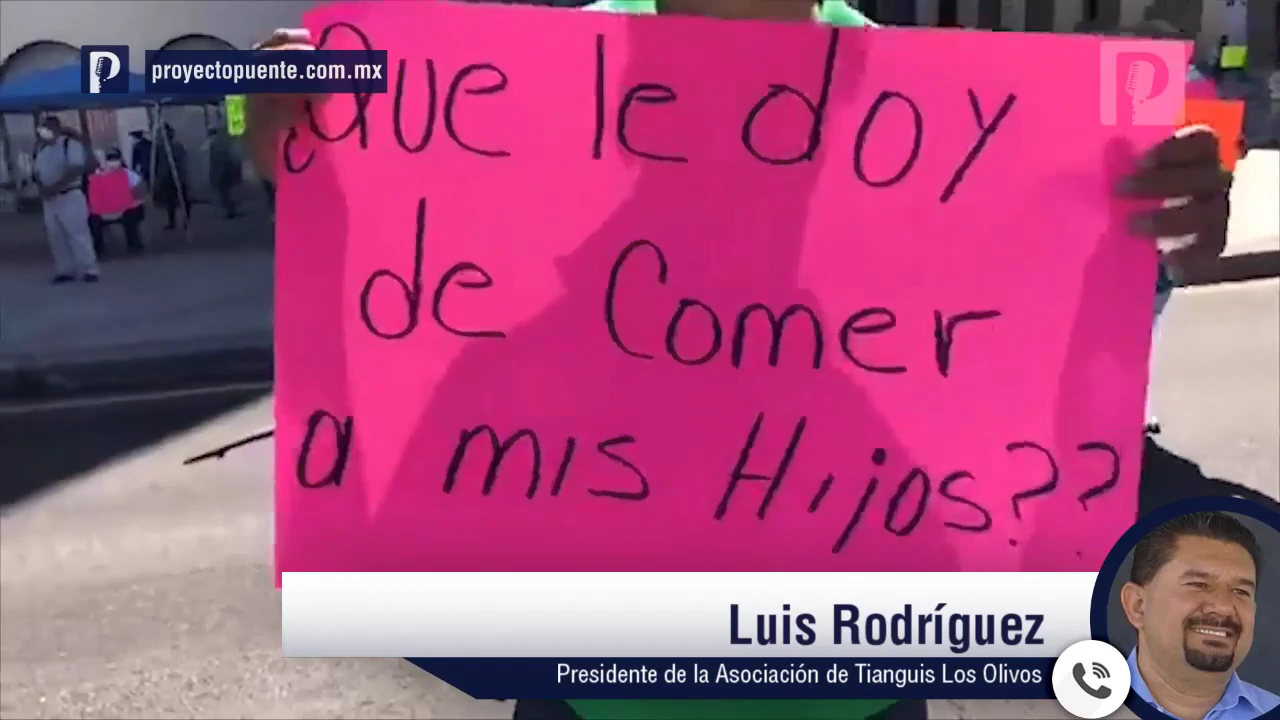 proyectopuente.com.mx
¿Que le doy
de Comer
a mis Hijos??
Luis Rodríguez
Presidente de la Asociación de Tianguis Los Olivos